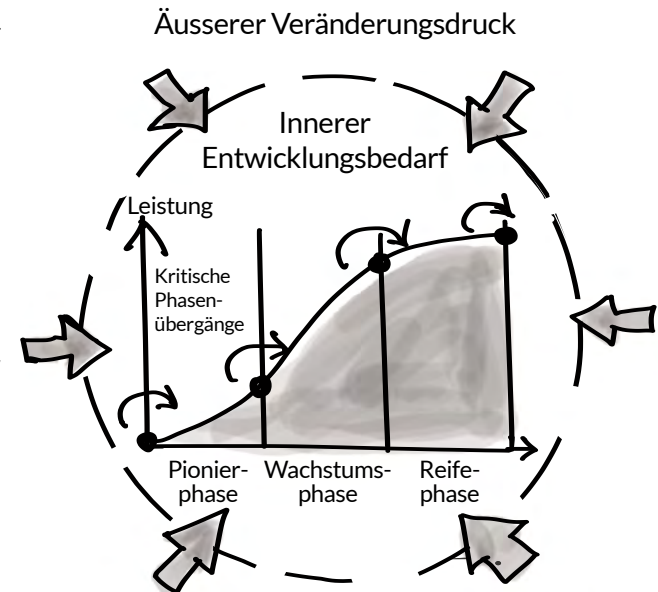 Äusserer Veränderungsdruck
Innerer
Entwicklungsbedarf
Leistung
Kritische
Phasen-
übergänge
Pionier-
phase
Wachstums-
phase
Reife-
phase